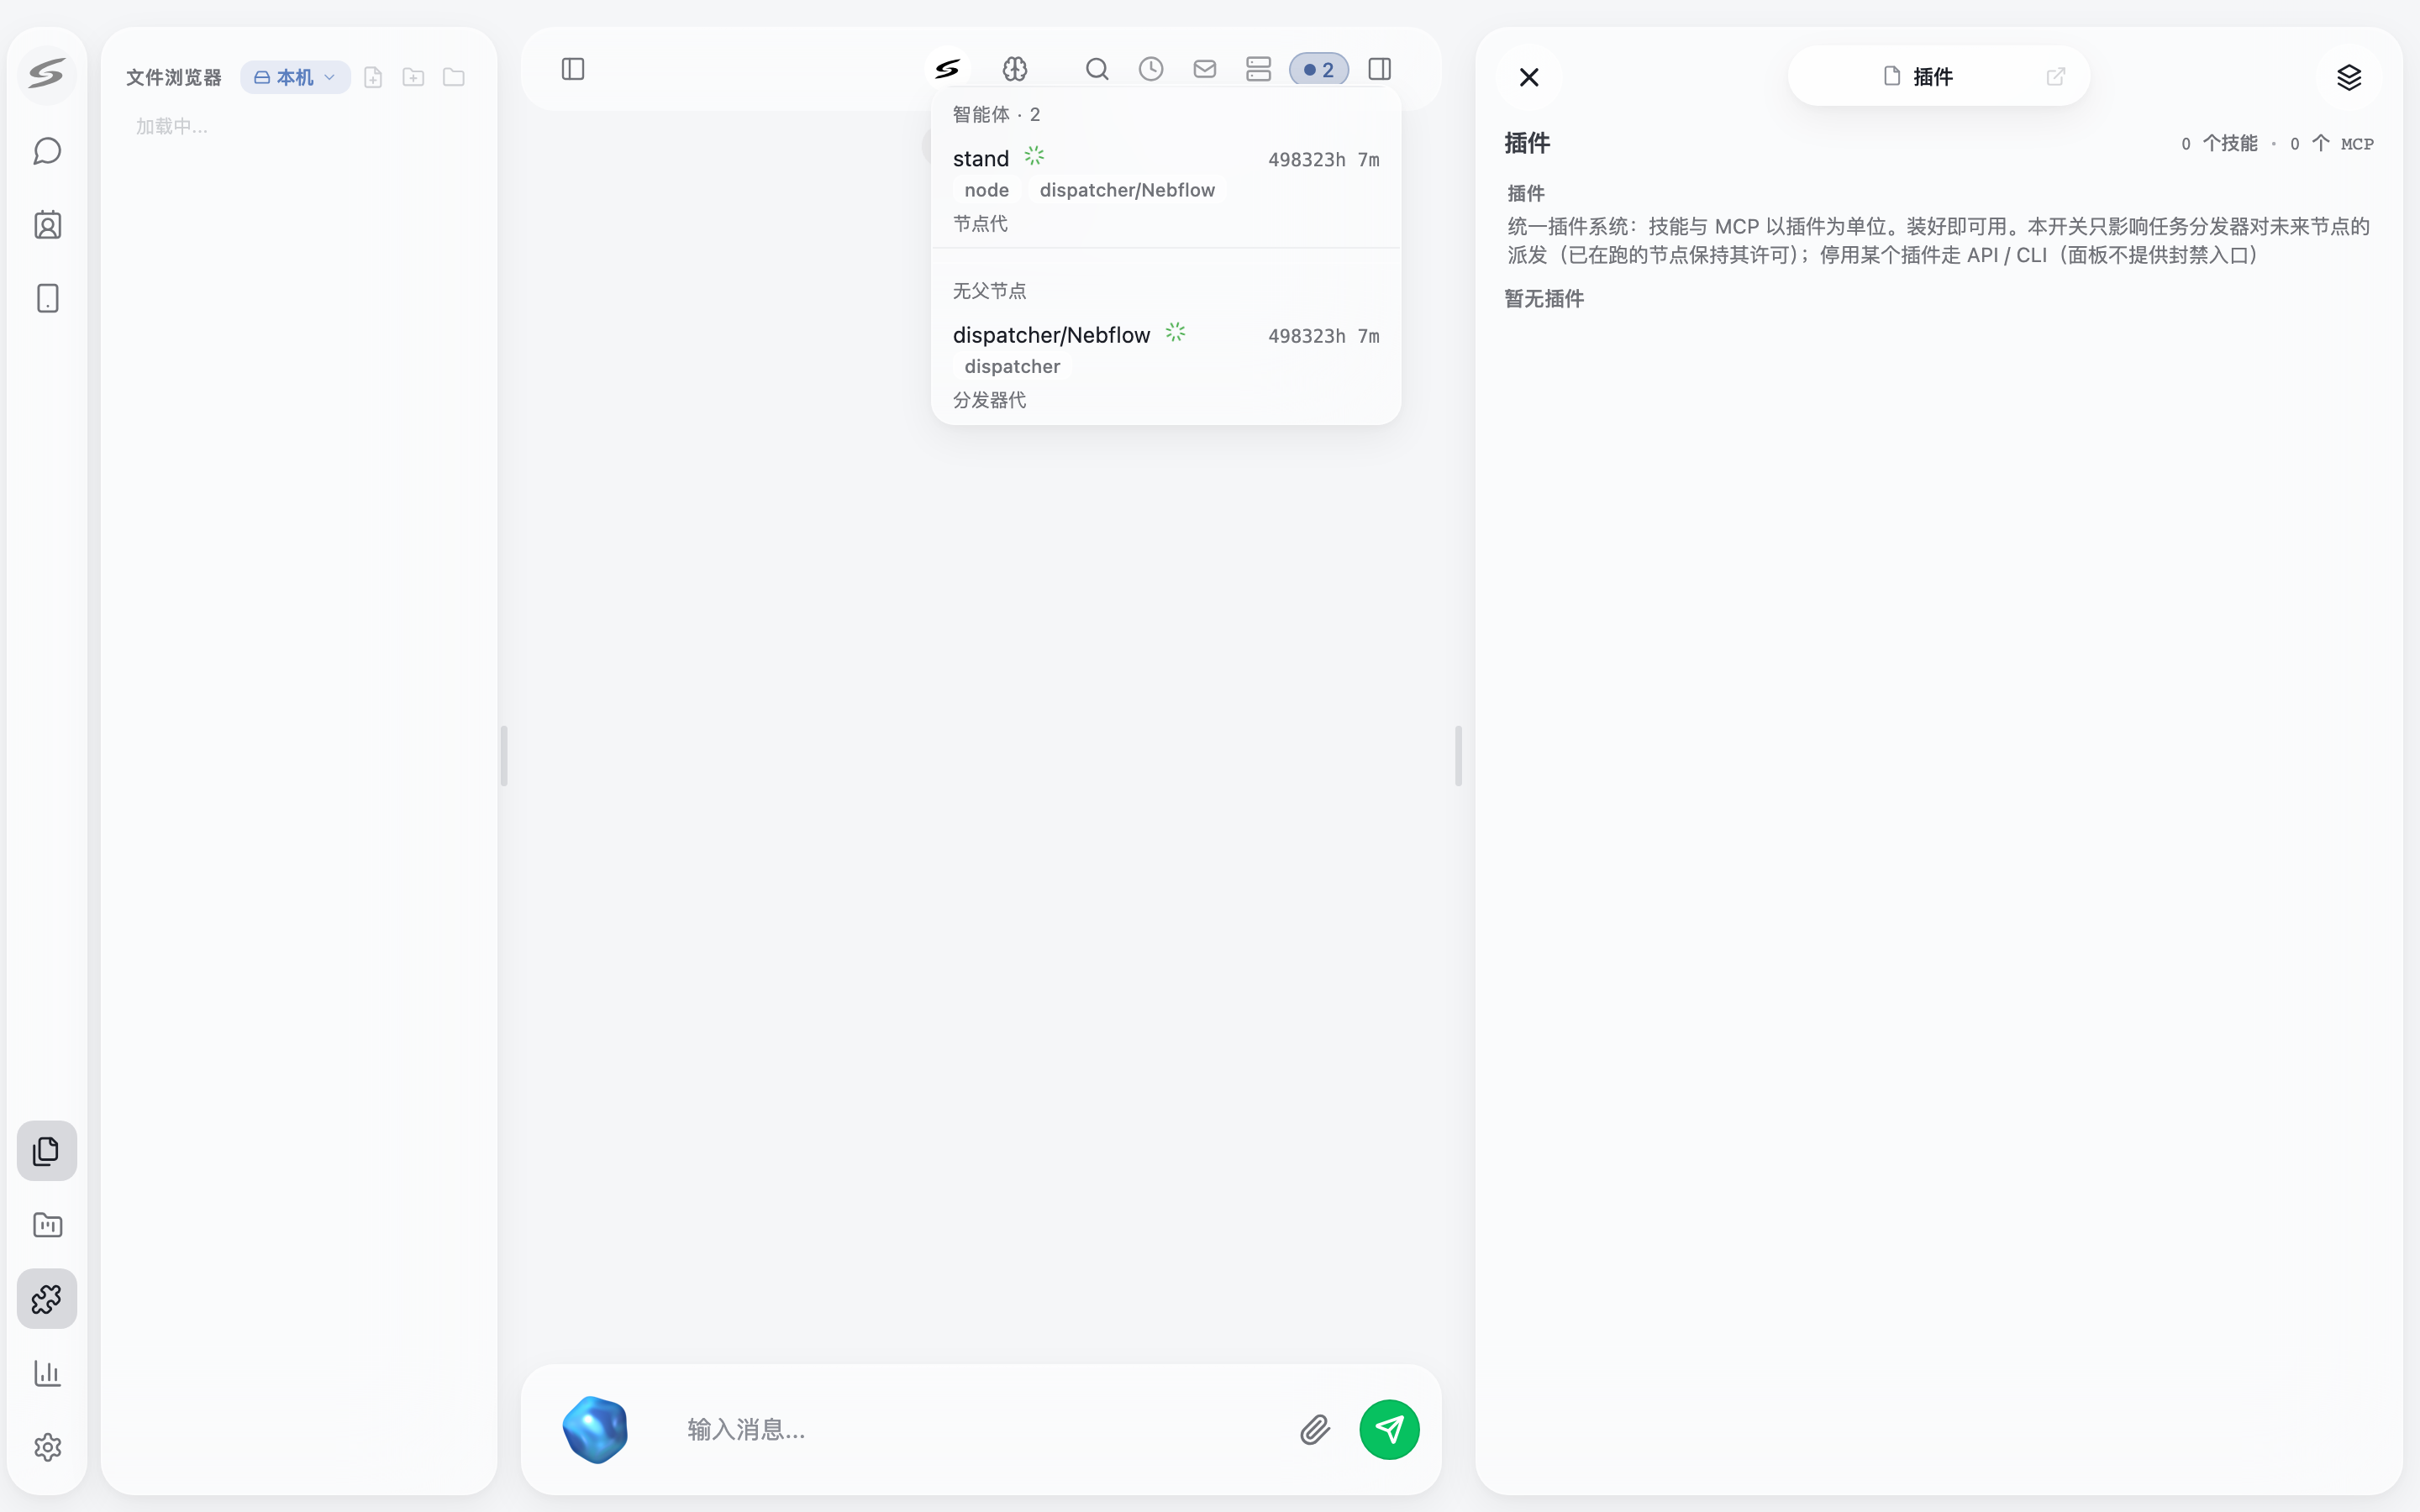 文件浏览器
本机
加载中...
2
智能体 · 2
stand
498323h 7m
node
dispatcher/Nebflow
节点代
无父节点
dispatcher/Nebflow
498323h 7m
dispatcher
分发器代
输入消息...
插件
插件
0 个技能 · 0 个 MCP
插件
统一插件系统：技能与 MCP 以插件为单位。装好即可用。本开关只影响任务分发器对未来节点的
派发（已在跑的节点保持其许可）；停用某个插件走 API / CLI（面板不提供封禁入口）
暂无插件